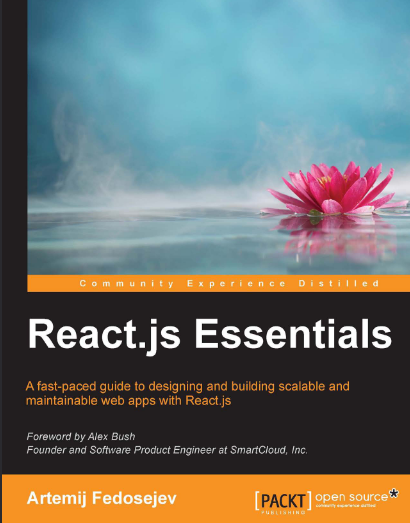 Community Experience Distilled
React.js Essentials
A fast-paced guide to designing and building scalable and
maintainable web apps with React.js
Foreword by Alex Bush
Founder and Software Product Engineer at SmartCloud, Inc.
Artemij Fedosejev
[PACKT] open source*
PUBLISHING community experience distilled